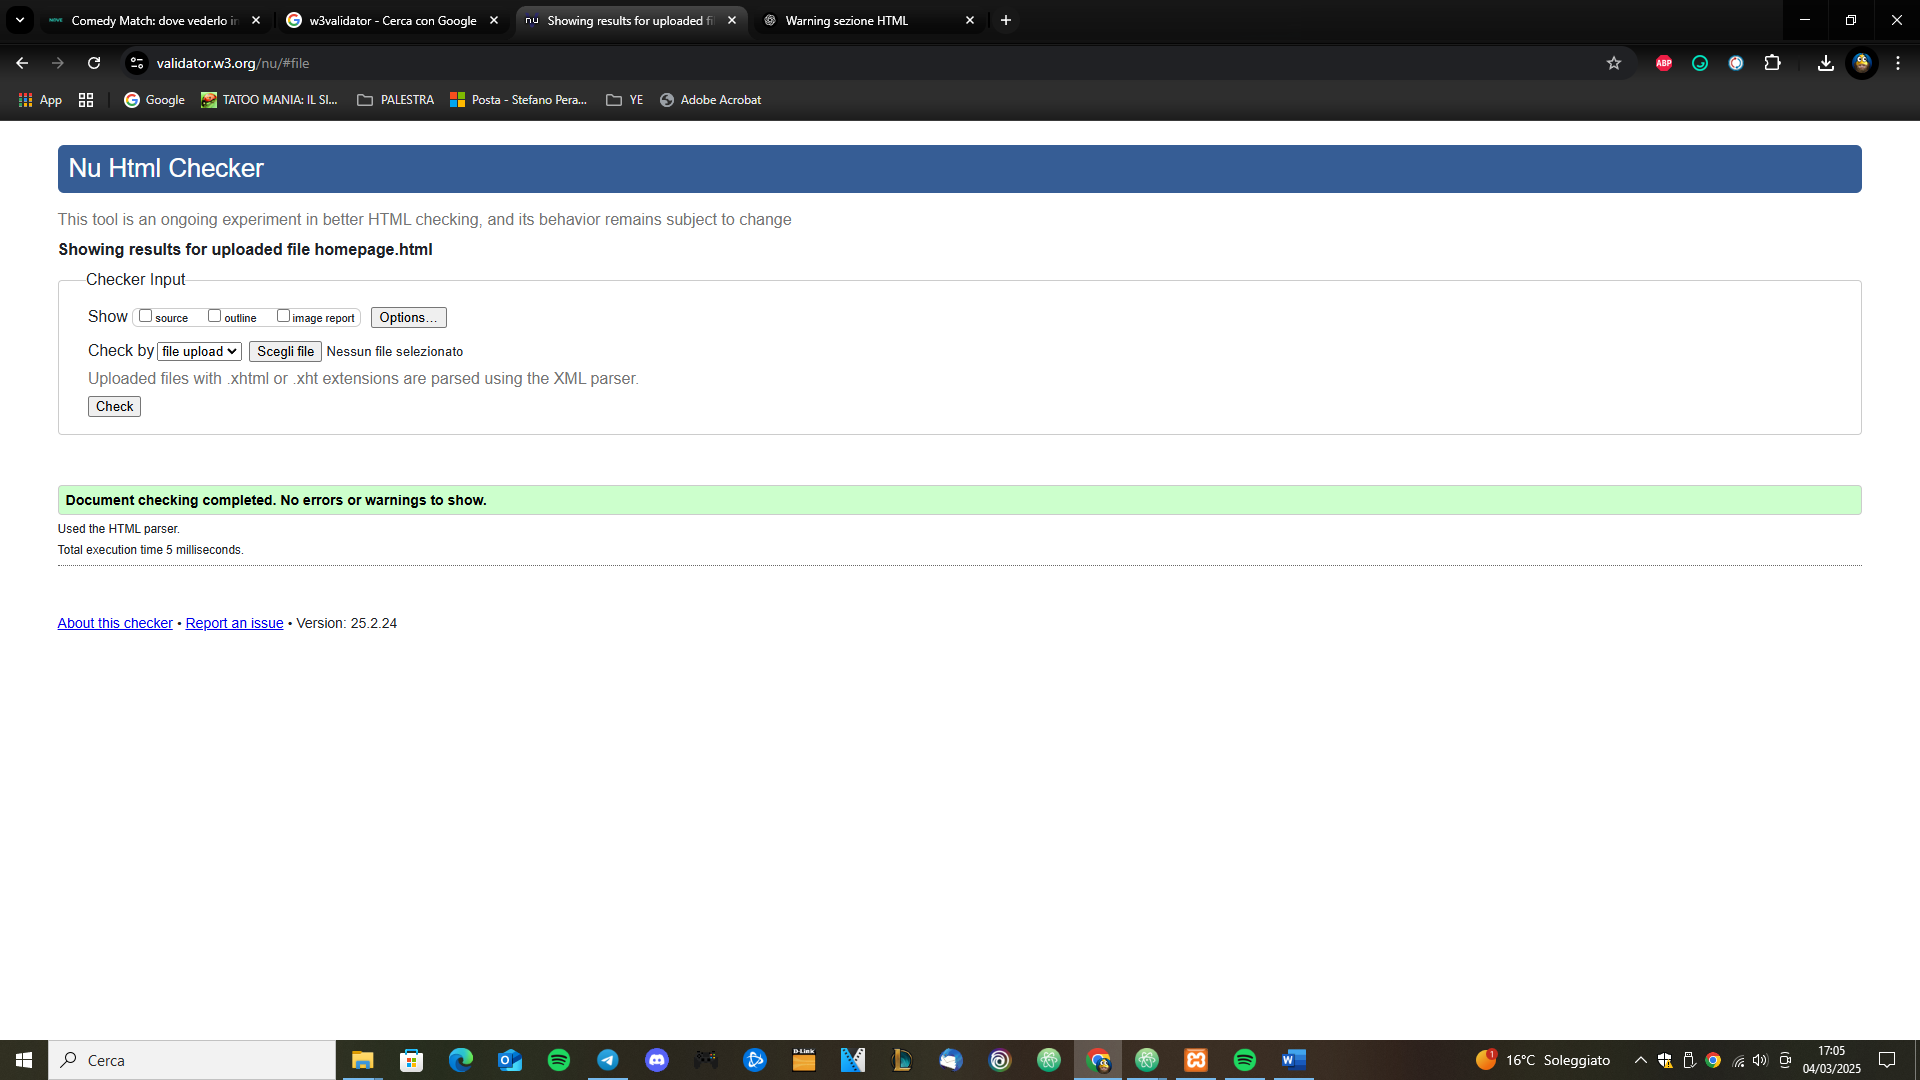 Comedy Match: dove vederlo in
w3validator - Cerca con Google
nu Showing results for uploaded fi
Warning sezione HTML
validator.w3.org/nu/#file
ABP
App
Google
TATOO MANIA: IL SI...
PALESTRA
Posta - Stefano Pera...
YE
Adobe Acrobat
Nu Html Checker
This tool is an ongoing experiment in better HTML checking, and its behavior remains subject to change
Showing results for uploaded file homepage.html
Checker Input
Show source outline image report Options...
Check by file upload Scegli file Nessun file selezionato
Uploaded files with .xhtml or .xht extensions are parsed using the XML parser.
Check
Document checking completed. No errors or warnings to show.
Used the HTML parser.
Total execution time 5 milliseconds.
About this checker • Report an issue • Version: 25.2.24
Cerca
D-Link
1
16°C Soleggiato
17:05
04/03/2025